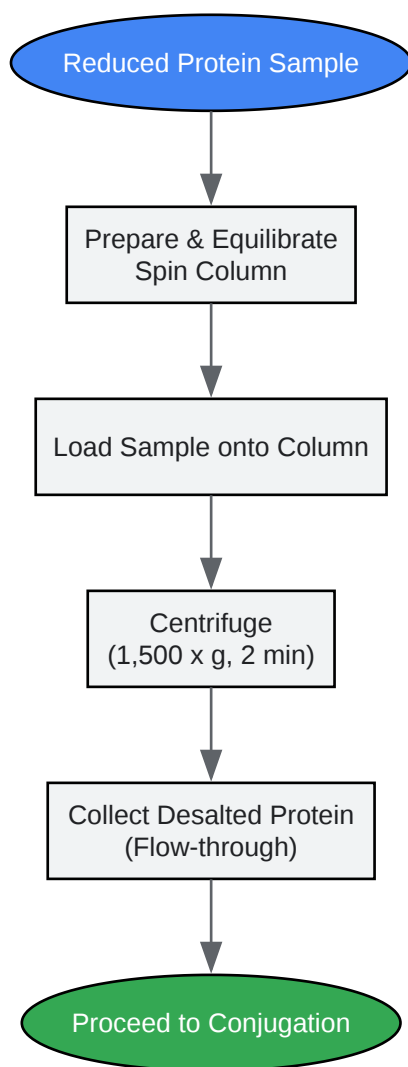 Reduced Protein Sample
Prepare & Equilibrate
Spin Column
Load Sample onto Column
Centrifuge
(1,500 x g, 2 min)
Collect Desalted Protein
(Flow-through)
Proceed to Conjugation